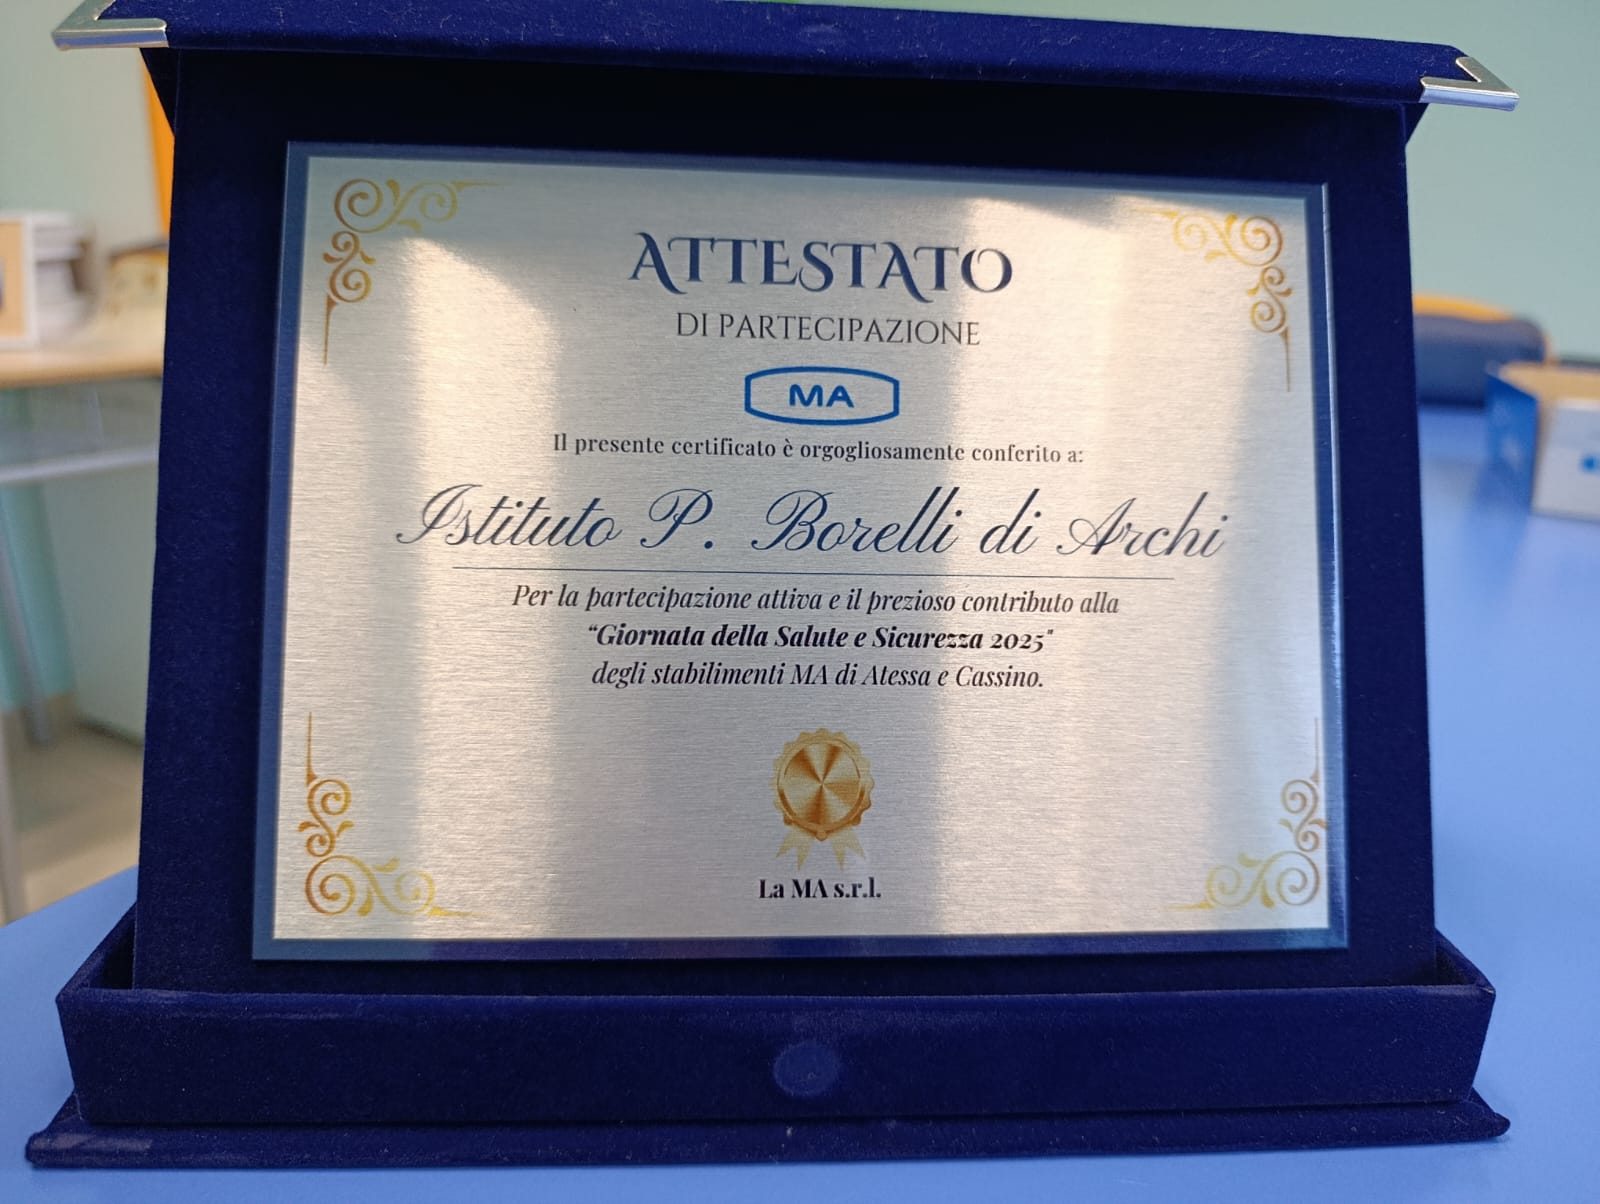 ATTESTATO
DI PARTECIPAZIONE
MA
Il presente certificato è orgogliosamente conferito a:
Istituto P. Borelli di Archi
Per la partecipazione attiva e il prezioso contributo alla
“Giornata della Salute e Sicurezza 2025"
degli stabilimenti MA di Atessa e Cassino.
La MA s.r.l.